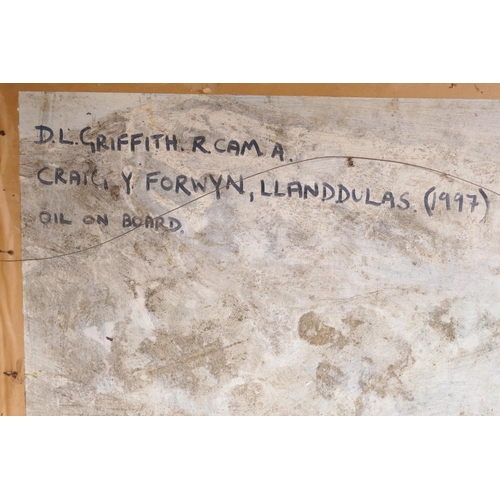 D.L. GRIFFITH. R.CAM.A.
CRAIG, Y FORWYN, LLANDDULAS. (1997)
OIL ON BOARD.